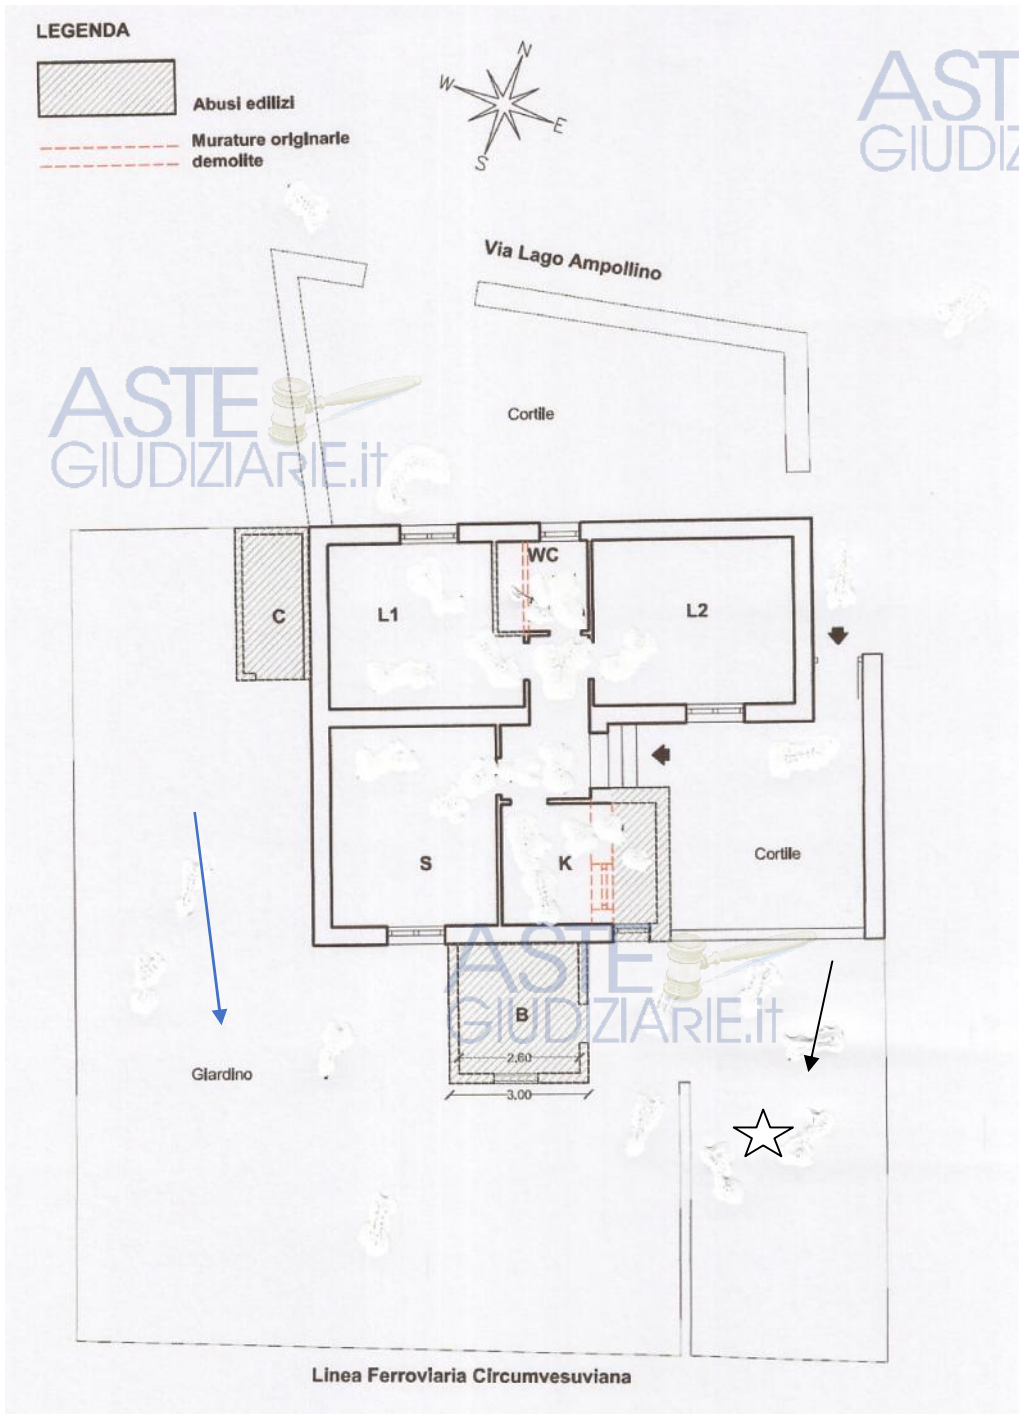 LEGENDA
Abusi edilizi
Murature originarie
demolite
N
W
E
S
AST
GIUDIZ
Via Lago Ampollino
ASTE
GIUDIZIARIE.it
Cortile
WC
L1
L2
C
S
K
Cortile
ASTE
GIUDIZIARIE.it
B
2.60
3.00
Giardino
Linea Ferroviaria Circumvesuviana